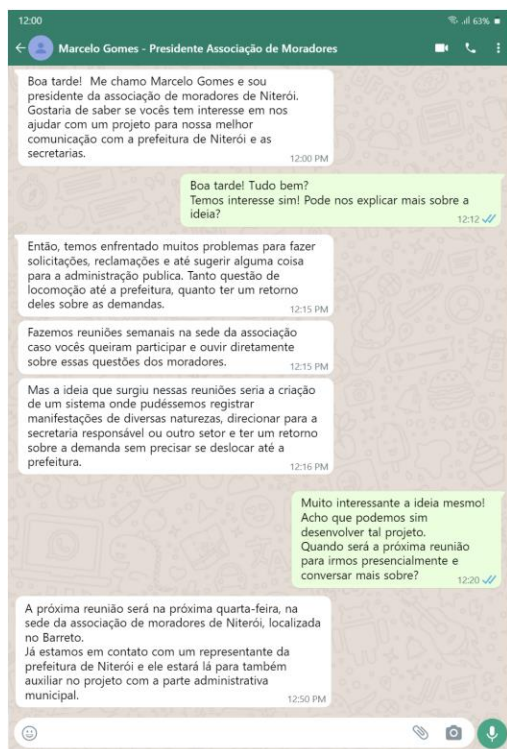 12:00
63%
Marcelo Gomes - Presidente Associação de Moradores
Boa tarde!  Me chamo Marcelo Gomes e sou
presidente da associação de moradores de Niterói.
Gostaria de saber se vocês tem interesse em nos
ajudar com um projeto para nossa melhor
comunicação com a prefeitura de Niterói e as
secretarias.
12:00 PM
Boa tarde! Tudo bem?
Temos interesse sim! Pode nos explicar mais sobre a
ideia?
12:12
Então, temos enfrentado muitos problemas para fazer
solicitações, reclamações e até sugerir alguma coisa
para a administração publica. Tanto questão de
locomoção até a prefeitura, quanto ter um retorno
deles sobre as demandas.
12:15 PM
Fazemos reuniões semanais na sede da associação
caso vocês queiram participar e ouvir diretamente
sobre essas questões dos moradores.
12:15 PM
Mas a ideia que surgiu nessas reuniões seria a criação
de um sistema onde pudéssemos registrar
manifestações de diversas naturezas, direcionar para a
secretaria responsável ou outro setor e ter um retorno
sobre a demanda sem precisar se deslocar até a
prefeitura.
12:16 PM
Muito interessante a ideia mesmo!
Acho que podemos sim
desenvolver tal projeto.
Quando será a próxima reunião
para irmos presencialmente e
conversar mais sobre?
12:20
A próxima reunião será na próxima quarta-feira, na
sede da associação de moradores de Niterói, localizada
no Barreto.
Já estamos em contato com um representante da
prefeitura de Niterói e ele estará lá para também
auxiliar no projeto com a parte administrativa
municipal.
12:50 PM